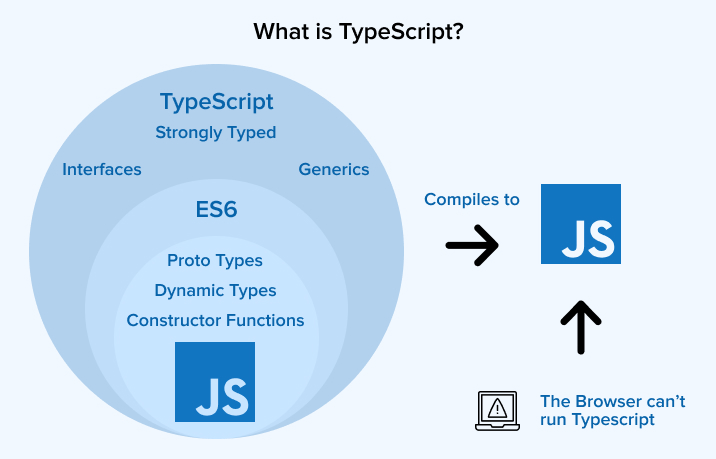 What is TypeScript?
TypeScript
Strongly Typed
Interfaces
Generics
ES6
Proto Types
Dynamic Types
Constructor Functions
JS
Compiles to
JS
The Browser can't
run Typescript